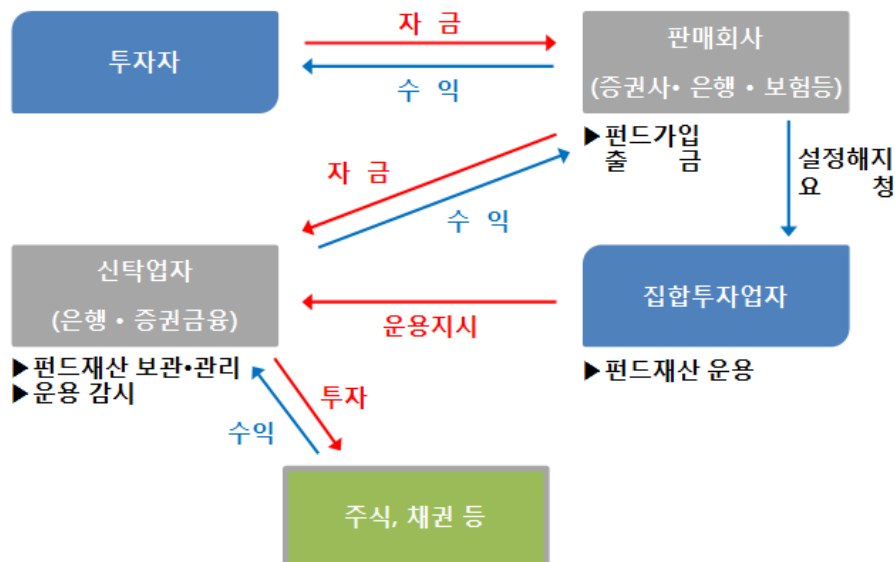 투자자
자 금
수 익
판매회사
(증권사• 은행 • 보험등)
▶펀드가입
출 금
설정해지
요 청
자 금
수 익
신탁업자
(은행 • 증권금융)
▶펀드재산 보관•관리
▶운용 감시
운용지시
집합투자업자
▶펀드재산 운용
투자
수익
주식, 채권 등